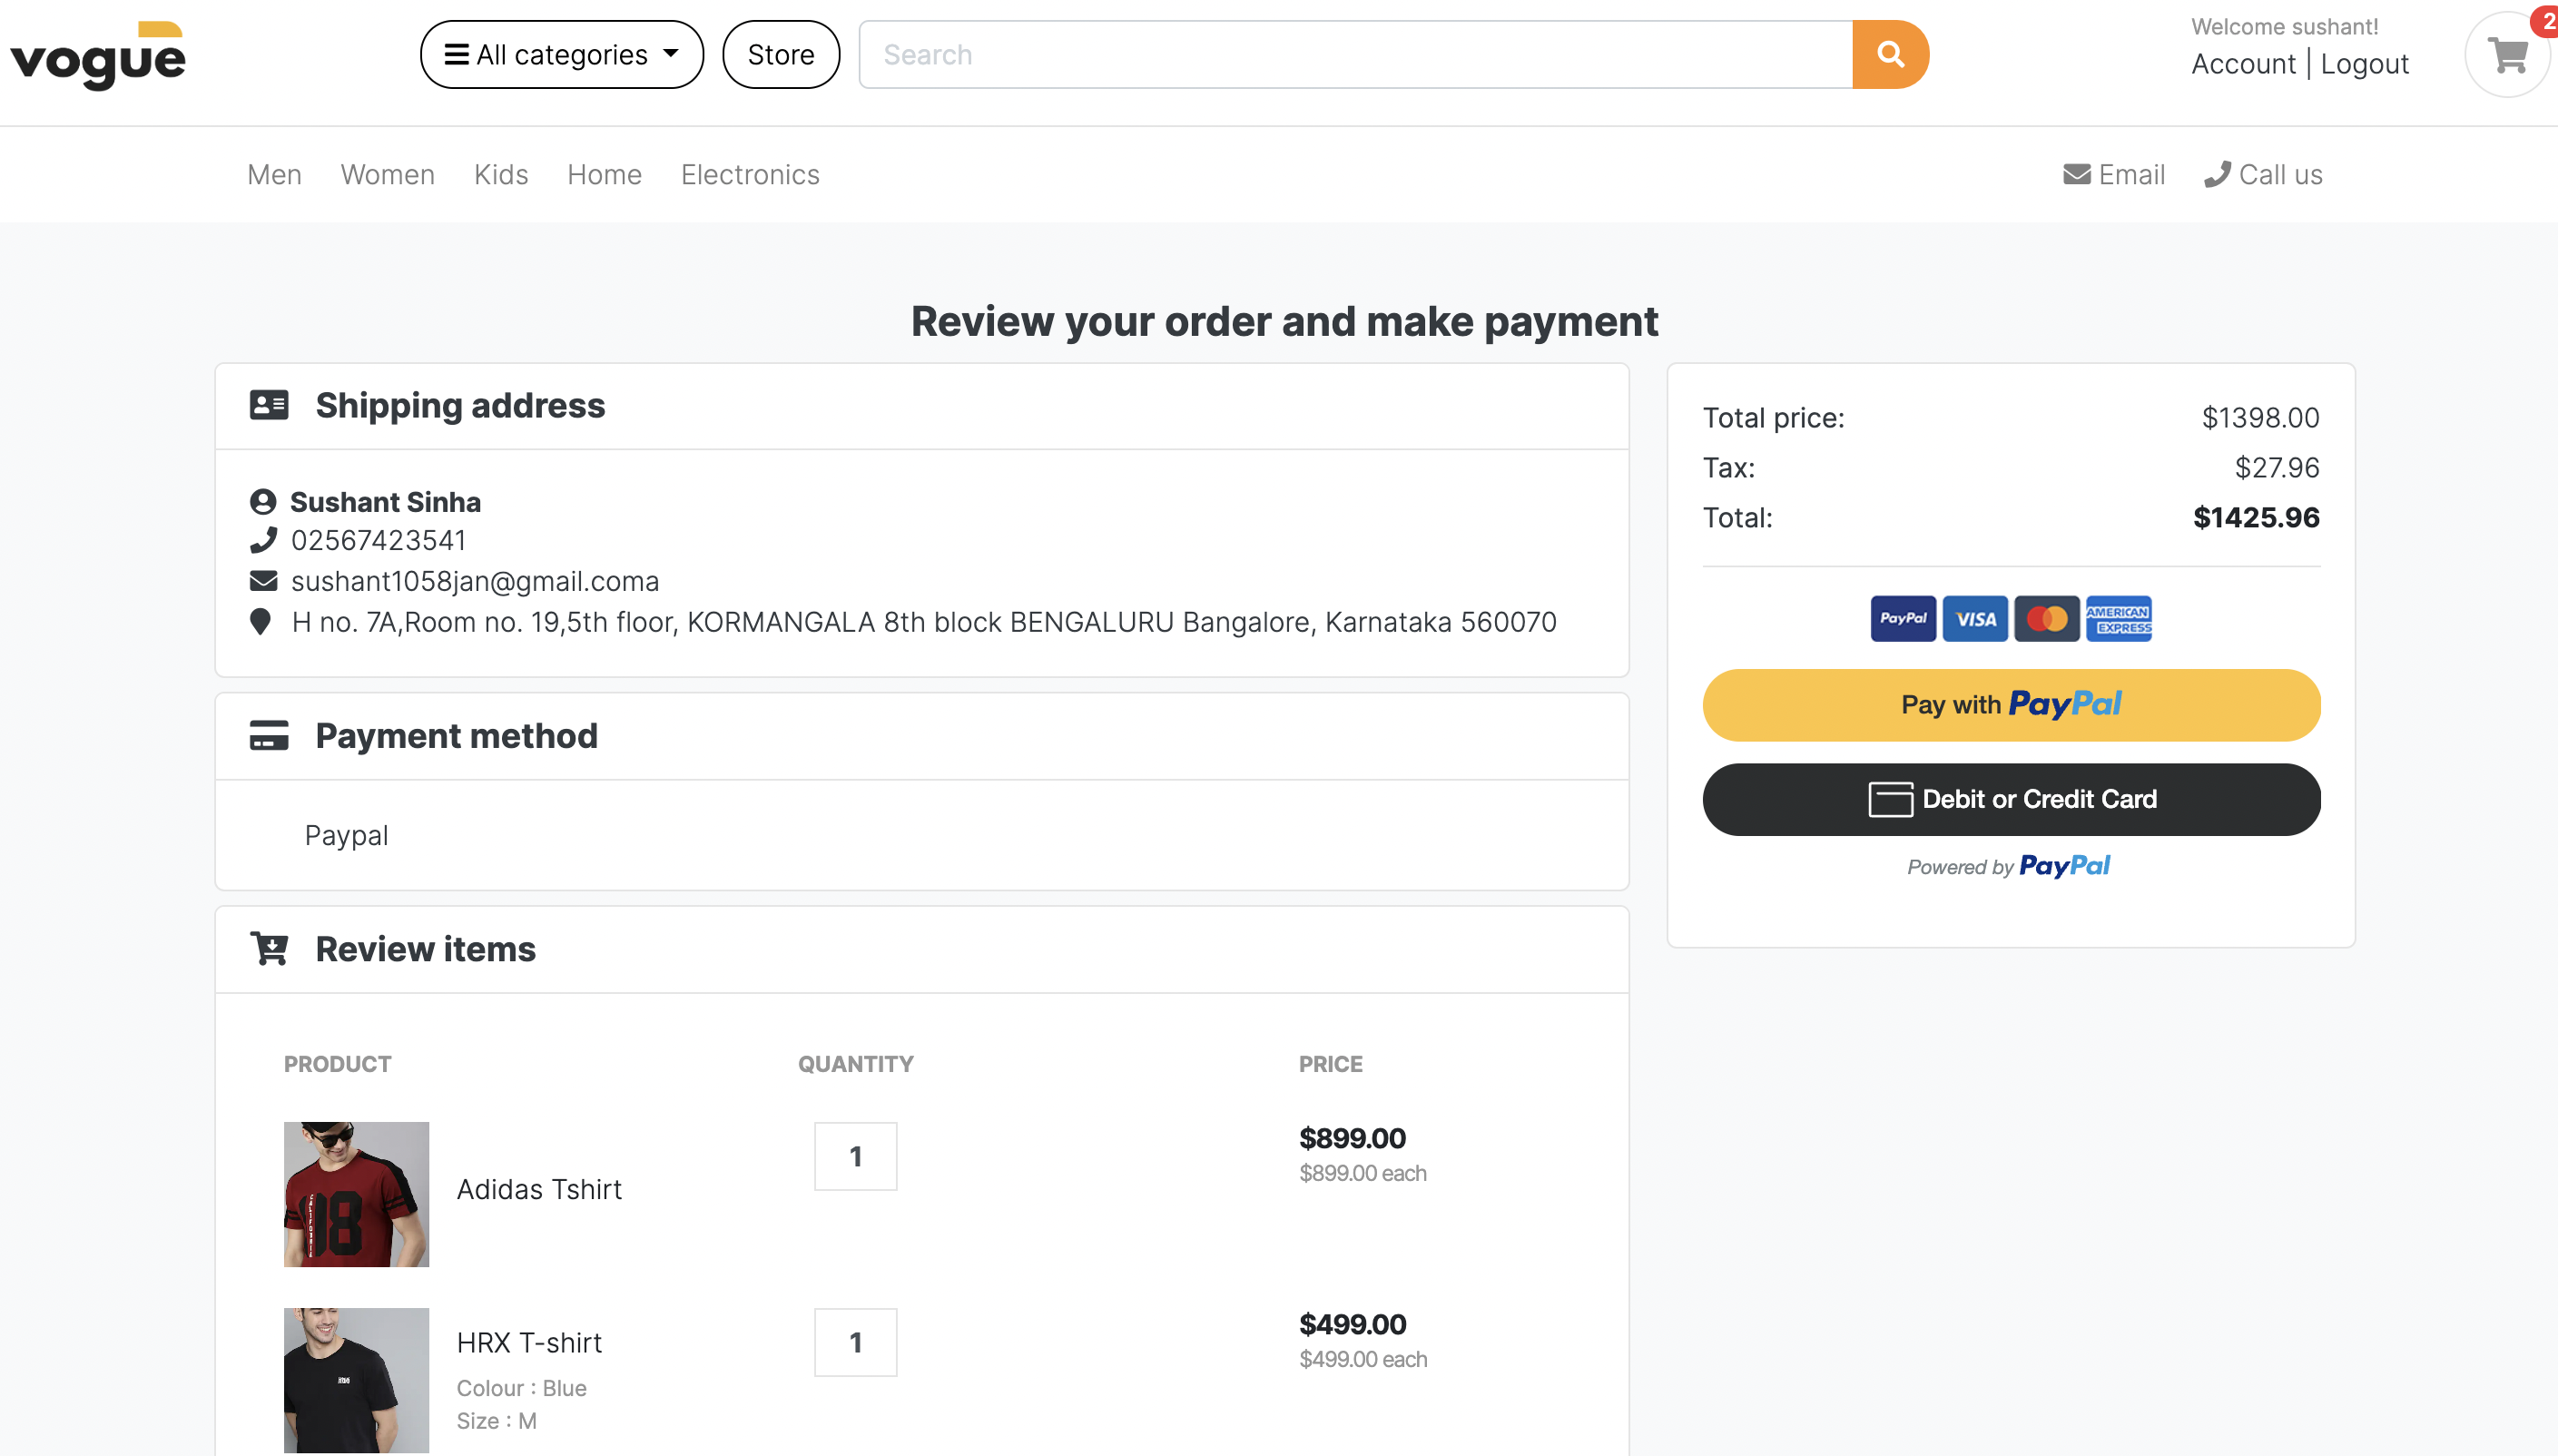 vogue
All categories
Store
Search
Welcome sushant!
Account | Logout
2
Men
Women
Kids
Home
Electronics
Email
Call us
Review your order and make payment
Shipping address
Sushant Sinha
02567423541
sushant1058jan@gmail.coma
H no. 7A,Room no. 19,5th floor, KORMANGALA 8th block BENGALURU Bangalore, Karnataka 560070
Payment method
Paypal
Review items
PRODUCT QUANTITY PRICE
Adidas Tshirt
1
$899.00
$899.00 each
HRX T-shirt
Colour : Blue
Size : M
1
$499.00
$499.00 each
Total price: $1398.00
Tax: $27.96
Total: $1425.96
PayPal
VISA
AMERICAN
EXPRESS
Pay with PayPal
Debit or Credit Card
Powered by PayPal